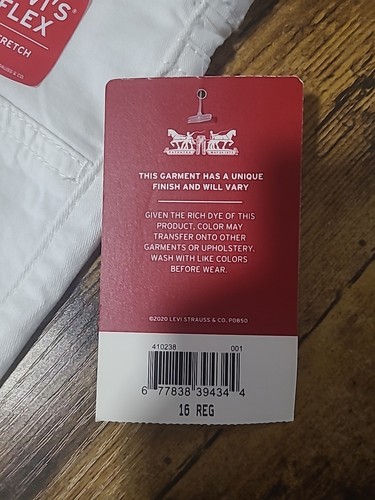 FLEX
THIS GARMENT HAS A UNIQUE
FINISH AND WILL VARY
GIVEN THE RICH DYE OF THIS
PRODUCT, COLOR MAY
TRANSFER ONTO OTHER
GARMENTS OR UPHOLSTERY.
WASH WITH LIKE COLORS
BEFORE WEAR.
©2020 LEVI STRAUSS & CO. P0850
410238 001
6 77838 39434 4
16 REG